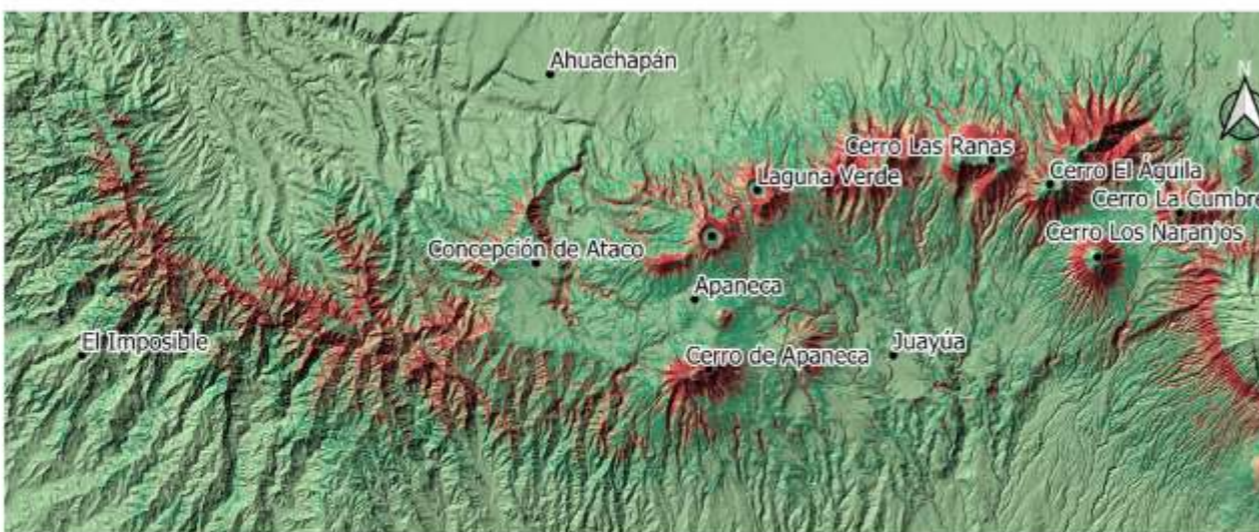 Ahuachapán
N
Cerro Las Ranas
Laguna Verde
Cerro El Águila
Cerro La Cumbre
Concepción de Ataco
Cerro Los Naranjos
Apaneca
El Imposible
Cerro de Apaneca
Juayúa